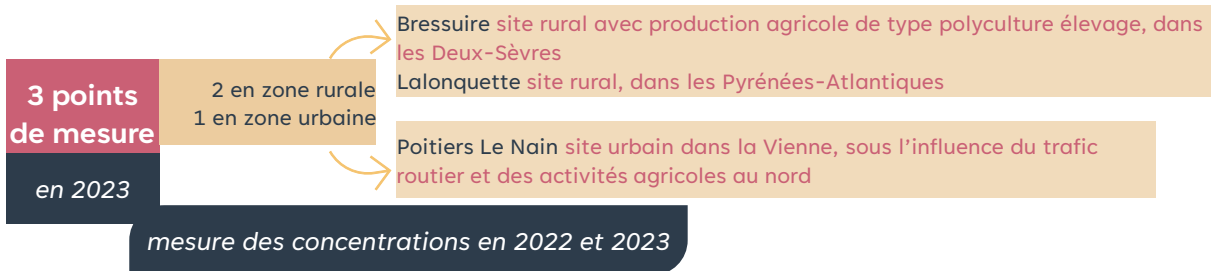 3 points
de mesure
en 2023
2 en zone rurale
1 en zone urbaine
Bressuire site rural avec production agricole de type polyculture élevage, dans
les Deux-Sèvres
Lalonquette site rural, dans les Pyrénées-Atlantiques
Poitiers Le Nain site urbain dans la Vienne, sous l'influence du trafic
routier et des activités agricoles au nord
mesure des concentrations en 2022 et 2023